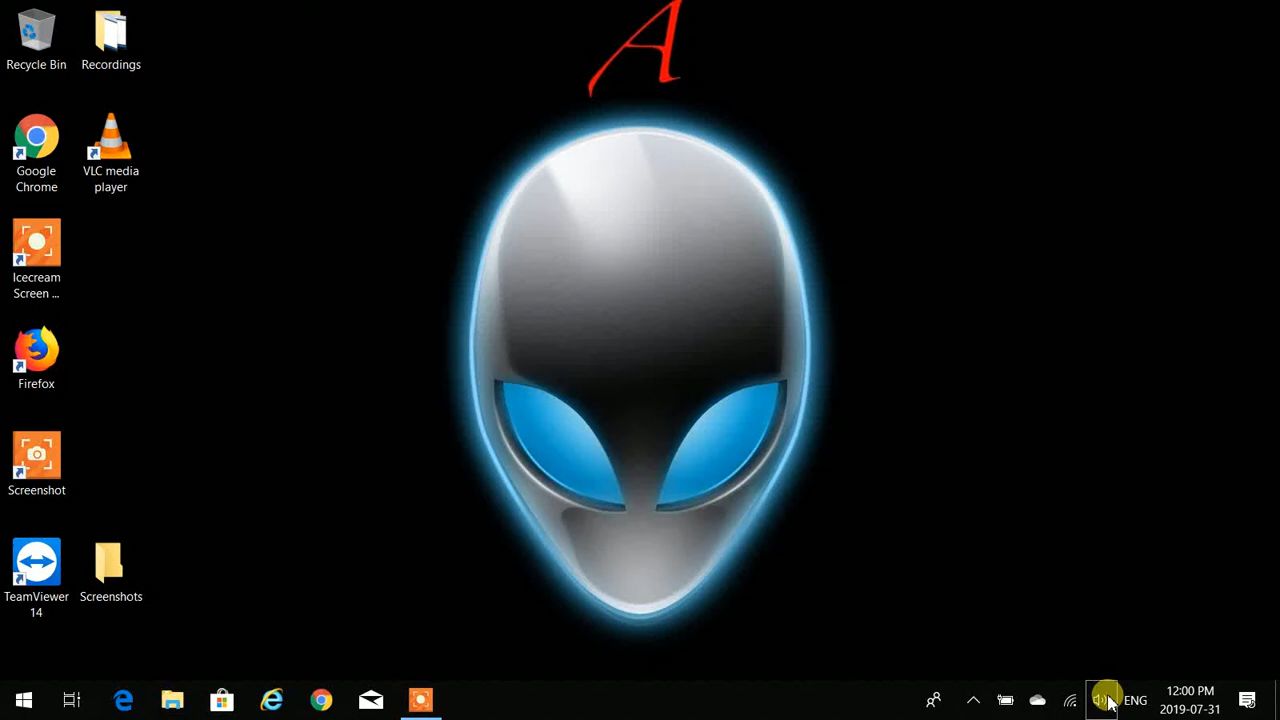 A
Recycle Bin
Recordings
Google
Chrome
VLC media
player
Icecream
Screen ...
Firefox
Screenshot
TeamViewer
14
Screenshots
ENG
12:00 PM
2019-07-31